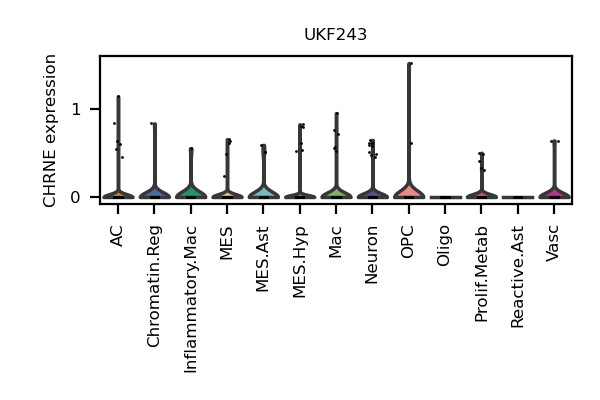 UKF243
CHRNE expression
1
0
AC
Chromatin.Reg
Inflammatory.Mac
MES
MES.Ast
MES.Hyp
Mac
Neuron
OPC
Oligo
Prolif.Metab
Reactive.Ast
Vasc